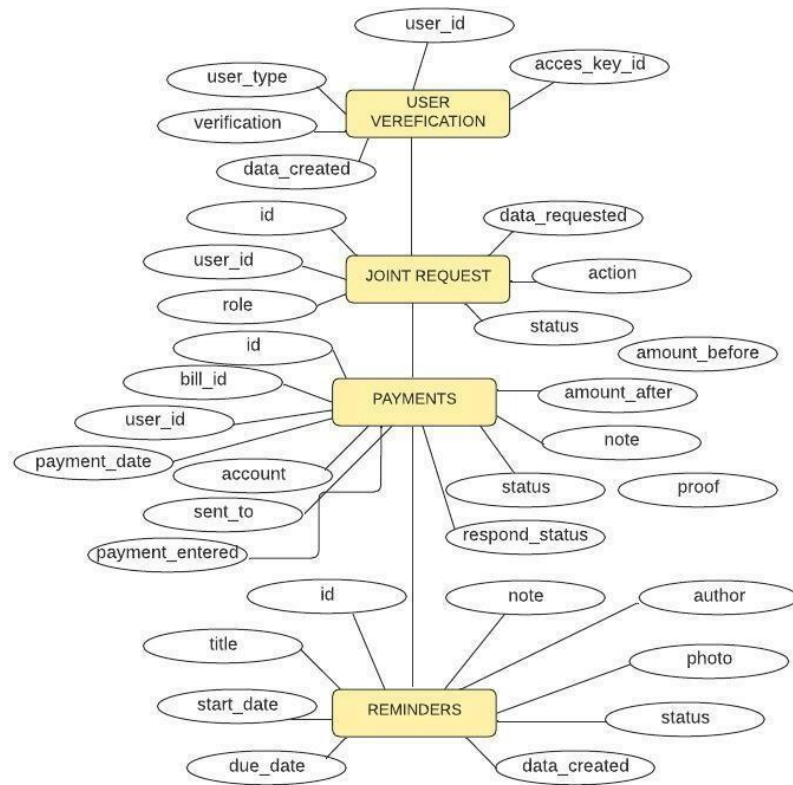 user_id
acces_key_id
user_type
USER
VEREFICATION
verification
data_created
id
data_requested
user_id
JOINT REQUEST
action
role
status
id
amount_before
bill_id
PAYMENTS
amount_after
user_id
note
payment_date
account
status
proof
sent_to
respond_status
payment_entered
id
note
author
title
photo
start_date
REMINDERS
status
due_date
data_created